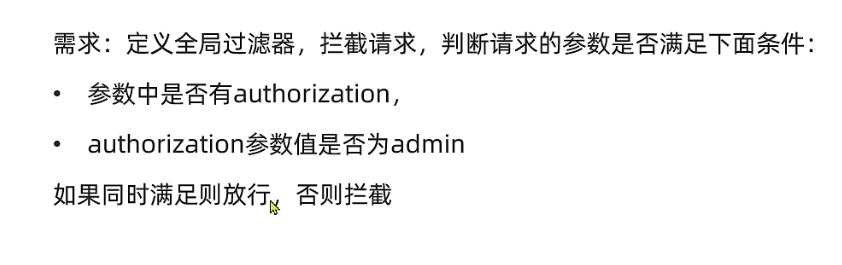 需求：定义全局过滤器，拦截请求，判断请求的参数是否满足下面条件：
• 参数中是否有authorization，
• authorization参数值是否为admin
如果同时满足则放行，否则拦截